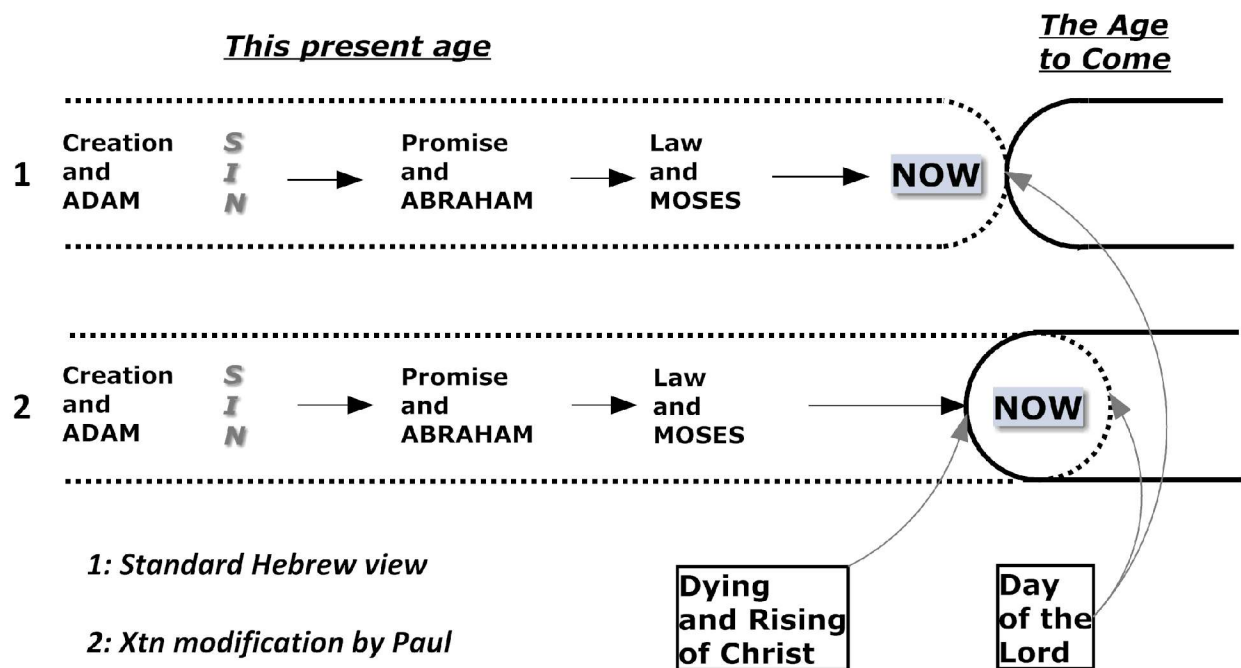 This present age
The Age
to Come
1
Creation
and
ADAM
S
I
N
Promise
and
ABRAHAM
Law
and
MOSES
NOW
2
Creation
and
ADAM
S
I
N
Promise
and
ABRAHAM
Law
and
MOSES
NOW
1: Standard Hebrew view
2: Xtn modification by Paul
Dying
and Rising
of Christ
Day
of the
Lord